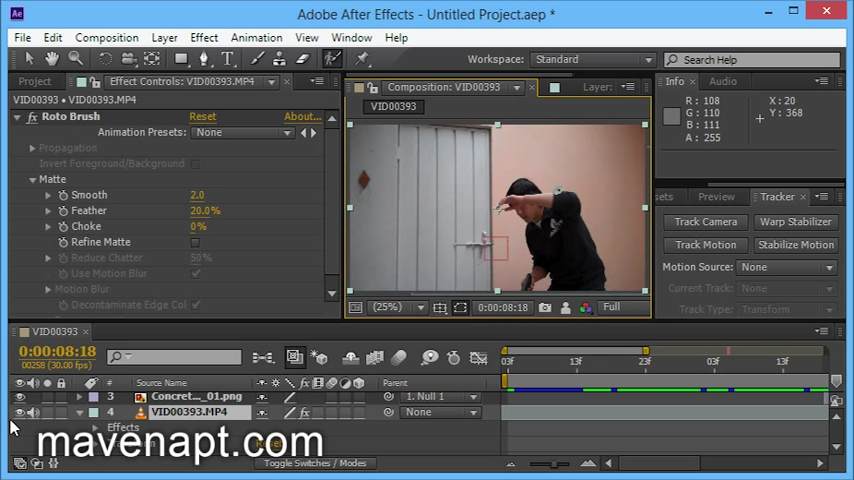 Adobe After Effects - Untitled Project.aep *
File Edit Composition Layer Effect Animation View Window Help
Workspace: Standard Search Help
Project Effect Controls: VID00393.MP4
VID00393 • VID00393.MP4
Roto Brush Reset About...
Animation Presets: None
Propagation
Invert Foreground/Background
Matte
Smooth 2.0
Feather 20.0%
Choke 0%
Refine Matte
Reduce Chatter 50%
Use Motion Blur
Motion Blur
Decontaminate Edge Col
Composition: VID00393 Layer:
VID00393
(25%) 0:00:08:18 Full
Info Audio
R: 108 X: 20
G: 110 Y: 368
B: 111
A: 255
Preview Tracker
Track Camera Warp Stabilizer
Track Motion Stabilize Motion
Motion Source: None
Current Track: None
Track Type: Transform
VID00393
0:00:08:18
00258 (30.00 fps)
03f 13f 23f 03f 13f
# Source Name Parent
3 Concret..._01.png 1. Null 1
4 VID00393.MP4 None
Effects
Reset
mavenapt.com
Toggle Switches / Modes